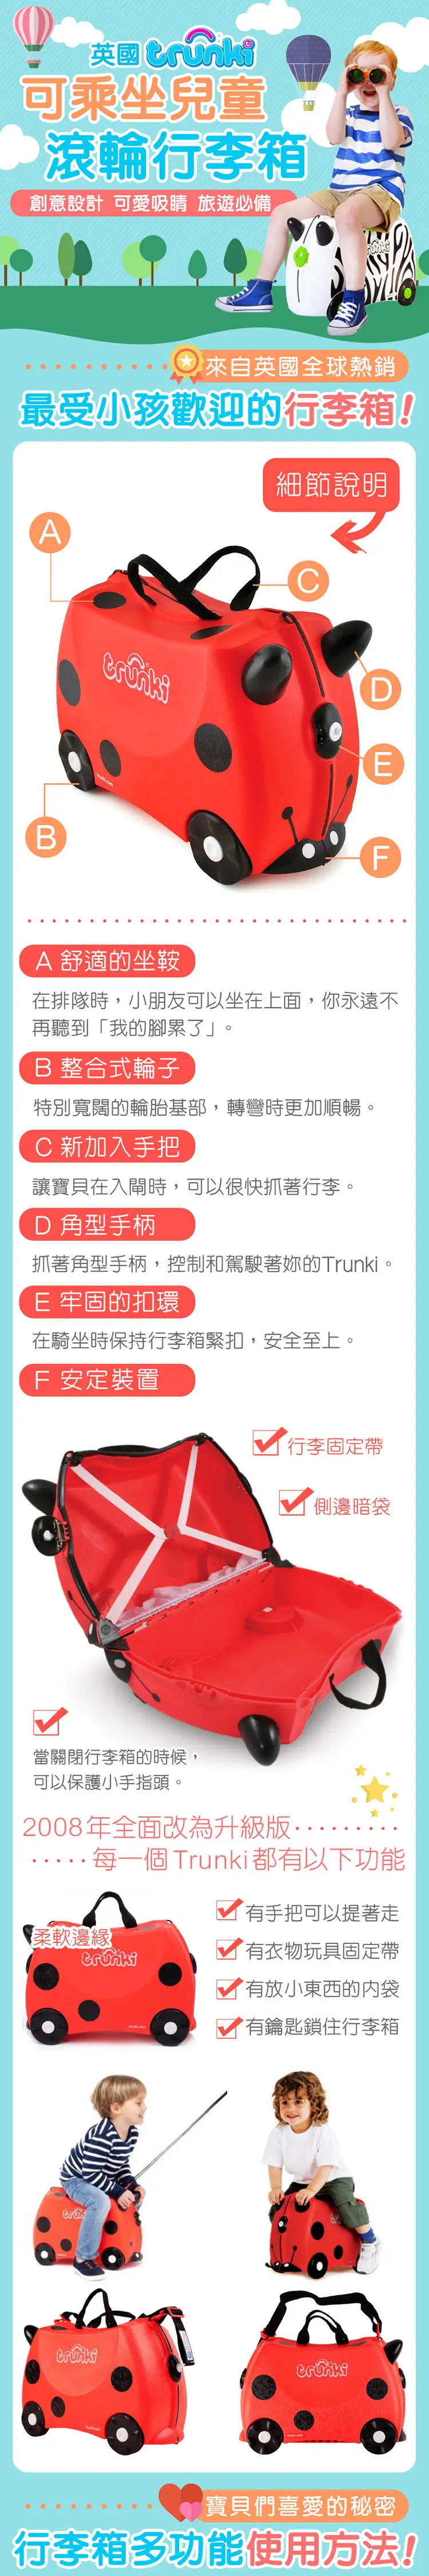 英國 trunki
可乘坐兒童
滾輪行李箱
創意設計 可愛吸睛 旅遊必備
trunki
來自英國全球熱銷
最受小孩歡迎的行李箱!
細節說明
A
C
trunki
D
E
B
F
A 舒適的坐鞍
在排隊時,小朋友可以坐在上面,你永遠不
再聽到「我的腳累了」。
B 整合式輪子
特別寬闊的輪胎基部,轉彎時更加順暢。
C 新加入手把
讓寶貝在入閘時,可以很快抓著行李。
D 角型手柄
抓著角型手柄,控制和駕駛著妳的Trunki。
E 牢固的扣環
在騎坐時保持行李箱緊扣,安全至上。
F 安定裝置
行李固定帶
側邊暗袋
當關閉行李箱的時候,
可以保護小手指頭。
2008年全面改為升級版·········
·····每一個Trunki都有以下功能
柔軟邊緣
trunki
有手把可以提著走
有衣物玩具固定帶
有放小東西的內袋
有鑰匙鎖住行李箱
trunki
trunki
寶貝們喜愛的秘密
行李箱多功能使用方法!